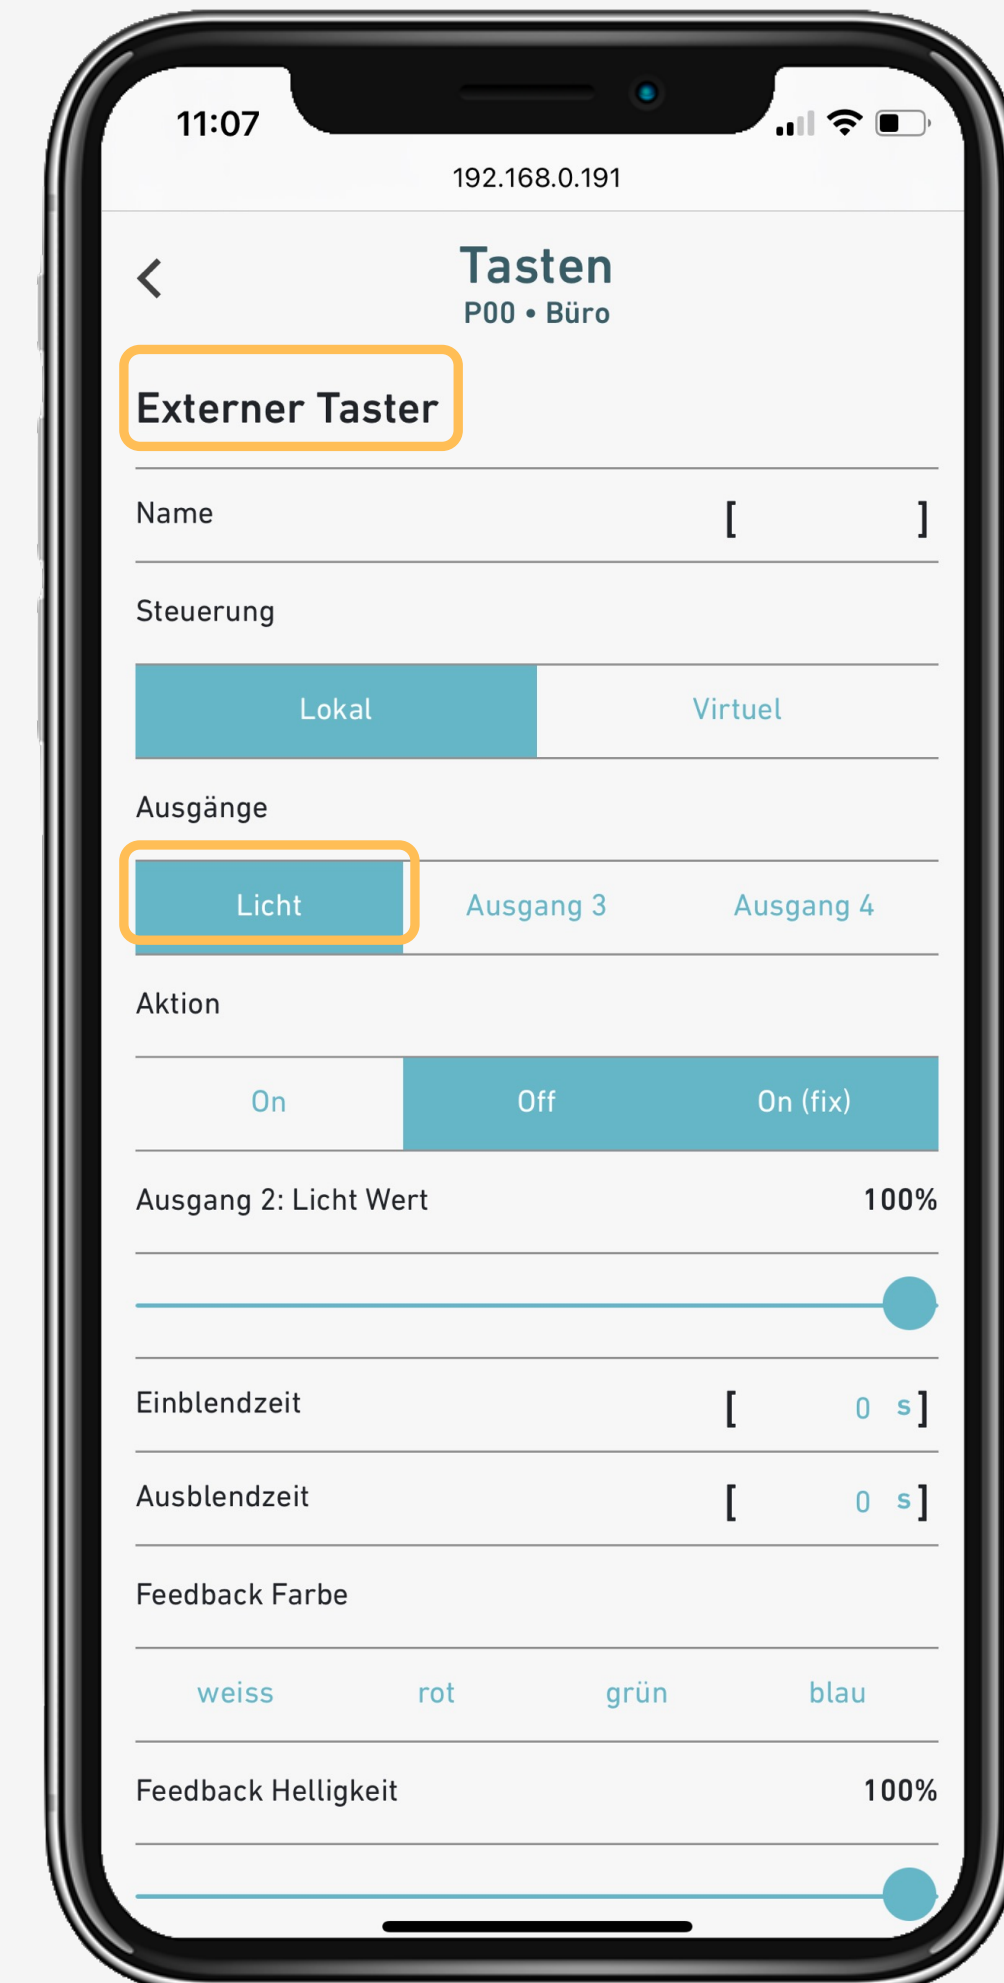 11:07
192.168.0.191
Tasten
P00 • Büro
Externer Taster
Name [ ]
Steuerung
Lokal Virtuel
Ausgänge
Licht Ausgang 3 Ausgang 4
Aktion
On Off On (fix)
Ausgang 2: Licht Wert 100%
Einblendzeit [ 0 s]
Ausblendzeit [ 0 s]
Feedback Farbe
weiss rot grün blau
Feedback Helligkeit 100%